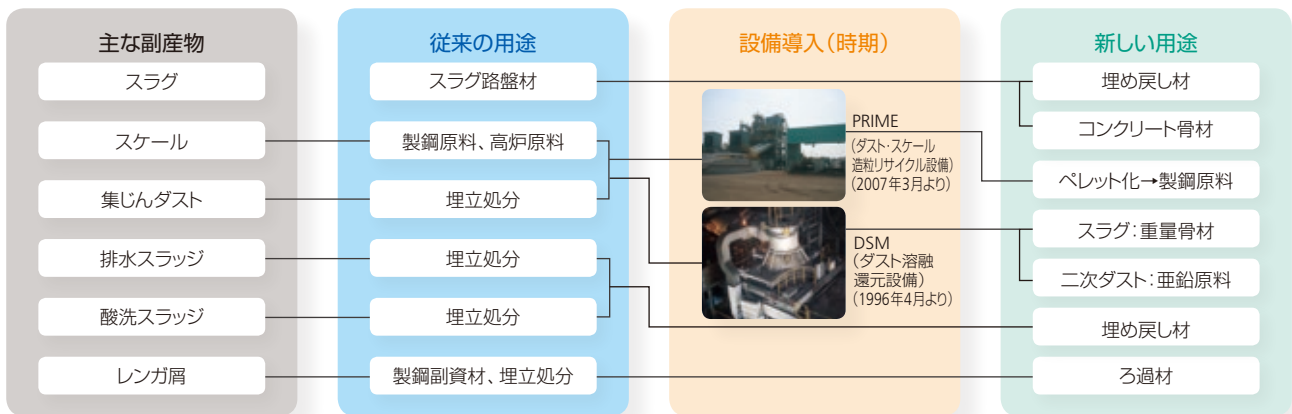 主な副産物
スラグ
スケール
集じんダスト
排水スラッジ
酸洗スラッジ
レンガ屑
従来の用途
スラグ路盤材
製鋼原料、高炉原料
埋立処分
埋立処分
埋立処分
製鋼副資材、埋立処分
設備導入(時期)
PRIME
(ダスト・スケール
造粒リサイクル設備)
(2007年3月より)
DSM
(ダスト溶融
還元設備)
(1996年4月より)
新しい用途
埋め戻し材
コンクリート骨材
ペレット化→製鋼原料
スラグ:重量骨材
二次ダスト:亜鉛原料
埋め戻し材
ろ過材